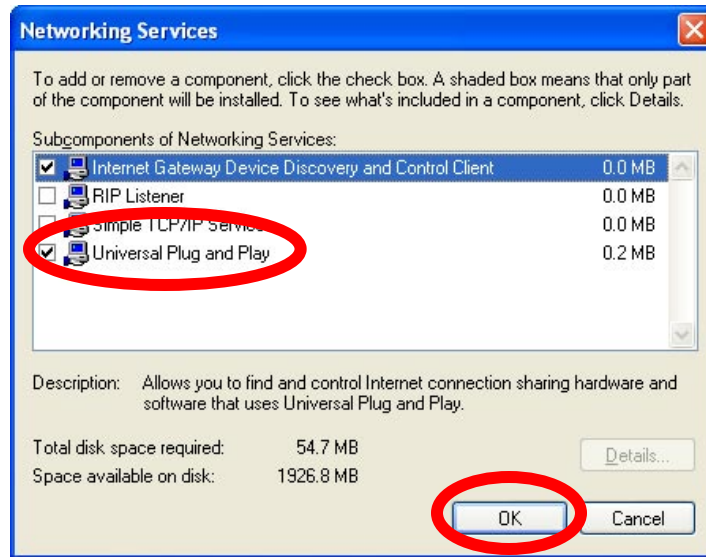 Networking Services
To add or remove a component, click the check box. A shaded box means that only part
of the component will be installed. To see what's included in a component, click Details.
Subcomponents of Networking Services:
Internet Gateway Device Discovery and Control Client 0.0 MB
RIP Listener 0.0 MB
Simple TCP/IP Services 0.0 MB
Universal Plug and Play 0.2 MB
Description: Allows you to find and control Internet connection sharing hardware and
software that uses Universal Plug and Play.
Total disk space required: 54.7 MB
Details...
Space available on disk: 1926.8 MB
OK Cancel